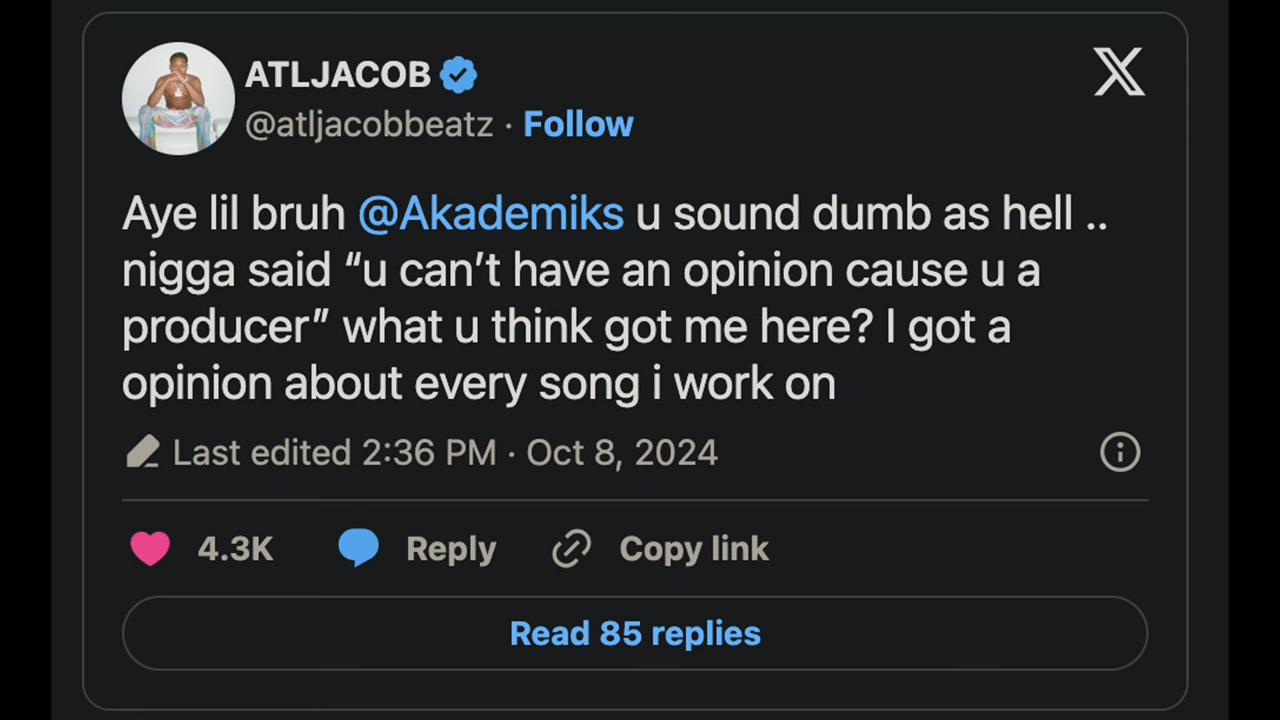 ATLJACOB
@atljacobbeatz · Follow
Aye lil bruh @Akademiks u sound dumb as hell ..
nigga said “u can’t have an opinion cause u a
producer” what u think got me here? I got a
opinion about every song i work on
Last edited 2:36 PM · Oct 8, 2024
4.3K Reply Copy link
Read 85 replies